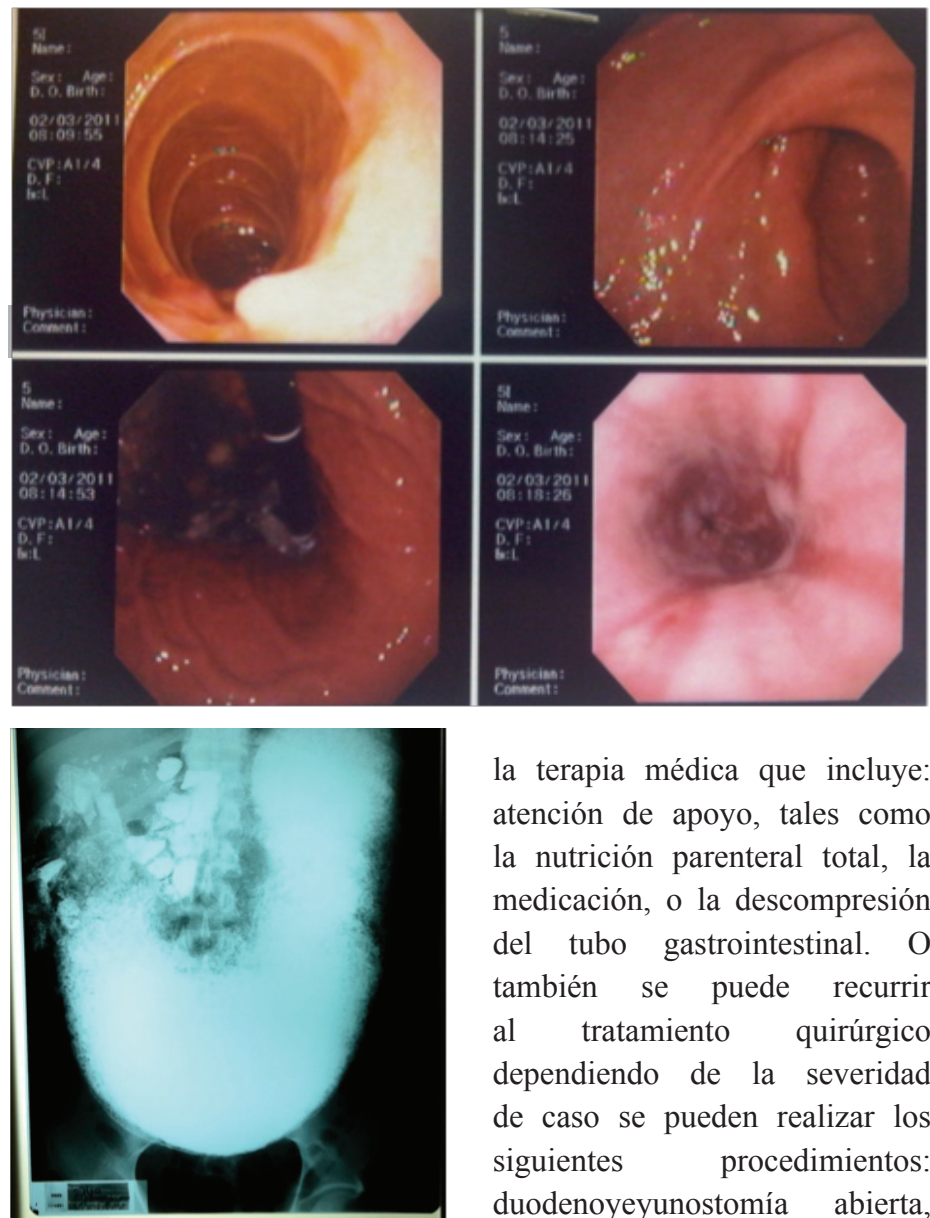 5I
Name:
Sex: Age:
D. O. Birth:
02/03/2011
08:09:55
CVP:A1/4
D. F:
Physician:
Comment:
5
Name:
Sex: Age:
D. O. Birth:
02/03/2011
08:14:25
CVP:A1/4
D. F:
Physician:
Comment:
5
Name:
Sex: Age:
D. O. Birth:
02/03/2011
08:14:53
CVP:A1/4
D. F:
Physician:
Comment:
5I
Name:
Sex: Age:
D. O. Birth:
02/03/2011
08:18:26
CVP:A1/4
D. F:
Physician:
Comment:
la terapia médica que incluye:
atención de apoyo, tales como
la nutrición parenteral total, la
medicación, o la descompresión
del tubo gastrointestinal. O
también se puede recurrir
al tratamiento quirúrgico
dependiendo de la severidad
de caso se pueden realizar los
siguientes procedimientos:
duodenoyeyunostomía abierta,